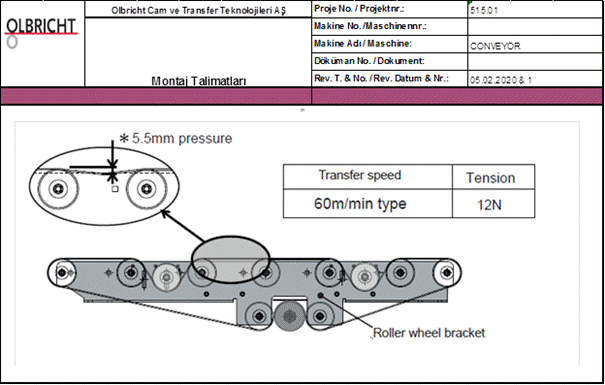 OLBRICHT
Olbricht Cam ve Transfer Teknolojileri AŞ
Montaj Talimatları
Proje No. / Projektnr.: 515.01
Makine No./Maschinennr.:
Makine Adı/ Maschine: CONVEYOR
Döküman No. / Dokument:
Rev. T. & No. / Rev. Datum & Nr.: 05.02.2020 & 1
* 5.5mm pressure
Transfer speed Tension
60m/min type 12N
Roller wheel bracket